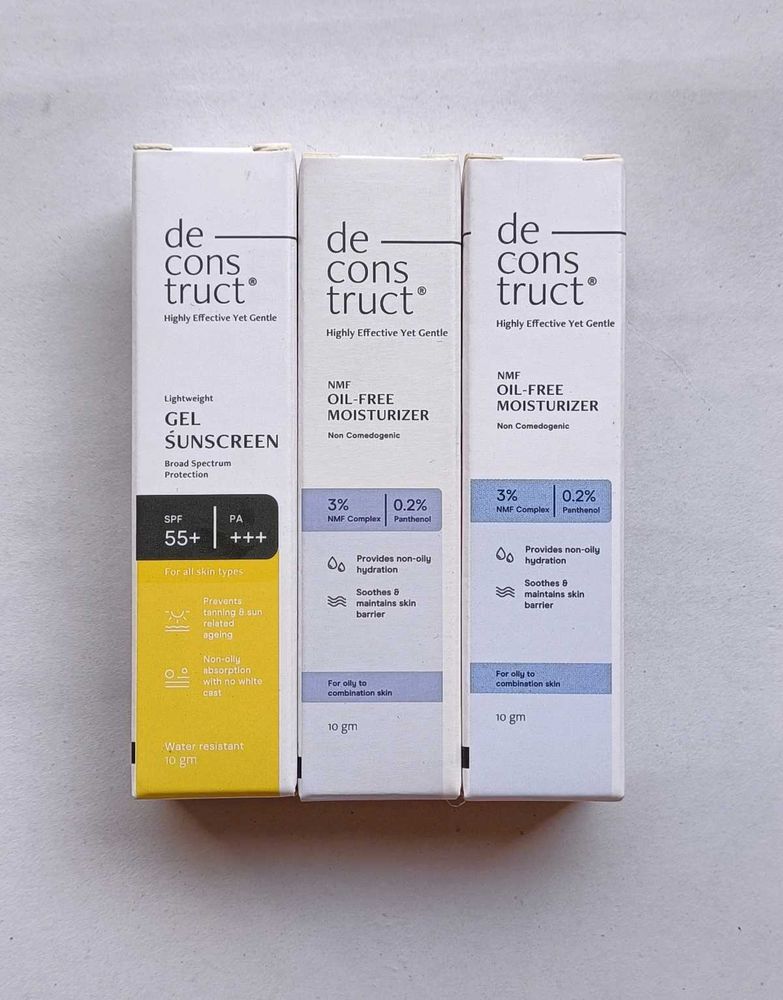 de
cons
truct®
Highly Effective Yet Gentle
Lightweight
GEL
SUNSCREEN
Broad Spectrum
Protection
SPF
55+
PA
+++
For all skin types
Prevents
tanning & sun
related
ageing
Non-oily
absorption
with no white
cast
Water resistant
10 gm
de
cons
truct®
Highly Effective Yet Gentle
NMF
OIL-FREE
MOISTURIZER
Non Comedogenic
3%
NMF Complex
0.2%
Panthenol
Provides non-oily
hydration
Soothes &
maintains skin
barrier
For oily to
combination skin
10 gm
de
cons
truct®
Highly Effective Yet Gentle
NMF
OIL-FREE
MOISTURIZER
Non Comedogenic
3%
NMF Complex
0.2%
Panthenol
Provides non-oily
hydration
Soothes &
maintains skin
barrier
For oily to
combination skin
10 gm